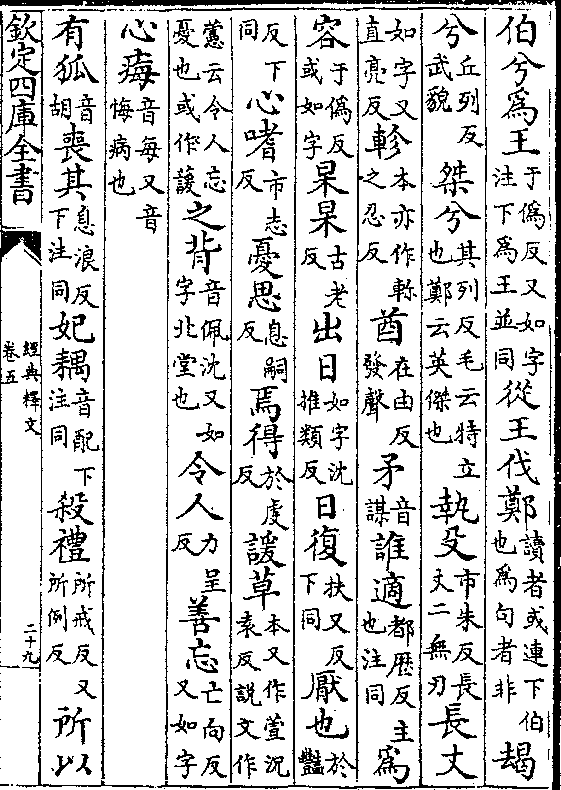 伯兮爲王于僞反又如字注下爲王並同從王伐鄭讀者或連下伯也爲句者非朅
兮丘列反武貌桀兮其列反毛云特立也鄭云英傑也執殳市朱反長丈二無刃長丈
如字又直亮反軫本亦作𨋎之忍反酋在由反發聲矛音謀誰適都歷反主也注同爲
容于僞反或如字杲杲古老反出日如字沈推類反日復扶又反下同厭也於豔
反下同心嗜市志反憂思息嗣反焉得於虔反諼草本又作萱況袁反説文作
藼云令人忘憂也或作蘐之背音佩沈又如字北堂也令人力呈反善忘亡向反又如字
心痗音每又音悔病也
有狐音胡喪其息浪反下注同妃耦音配下注同殺禮所戒反又所例反所以
欽定四庫全書
經典釋文
卷五
二十九